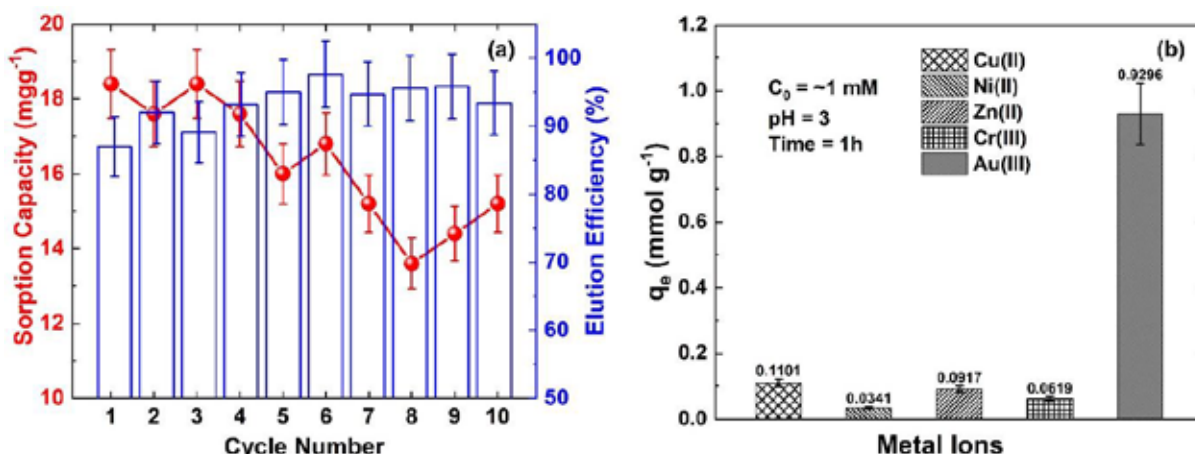 (a)
Sorption Capacity (mgg⁻¹)
20
18
16
14
12
10
100
90
80
70
60
50
Elution Efficiency (%)
1 2 3 4 5 6 7 8 9 10
Cycle Number
(b)
qₑ (mmol g⁻¹)
1.2
1.0
0.8
0.6
0.4
0.2
0.0
C₀ = ~1 mM
pH = 3
Time = 1h
Cu(II)
Ni(II)
Zn(II)
Cr(III)
Au(III)
0.1101
0.0341
0.0917
0.0619
0.9296
Metal Ions